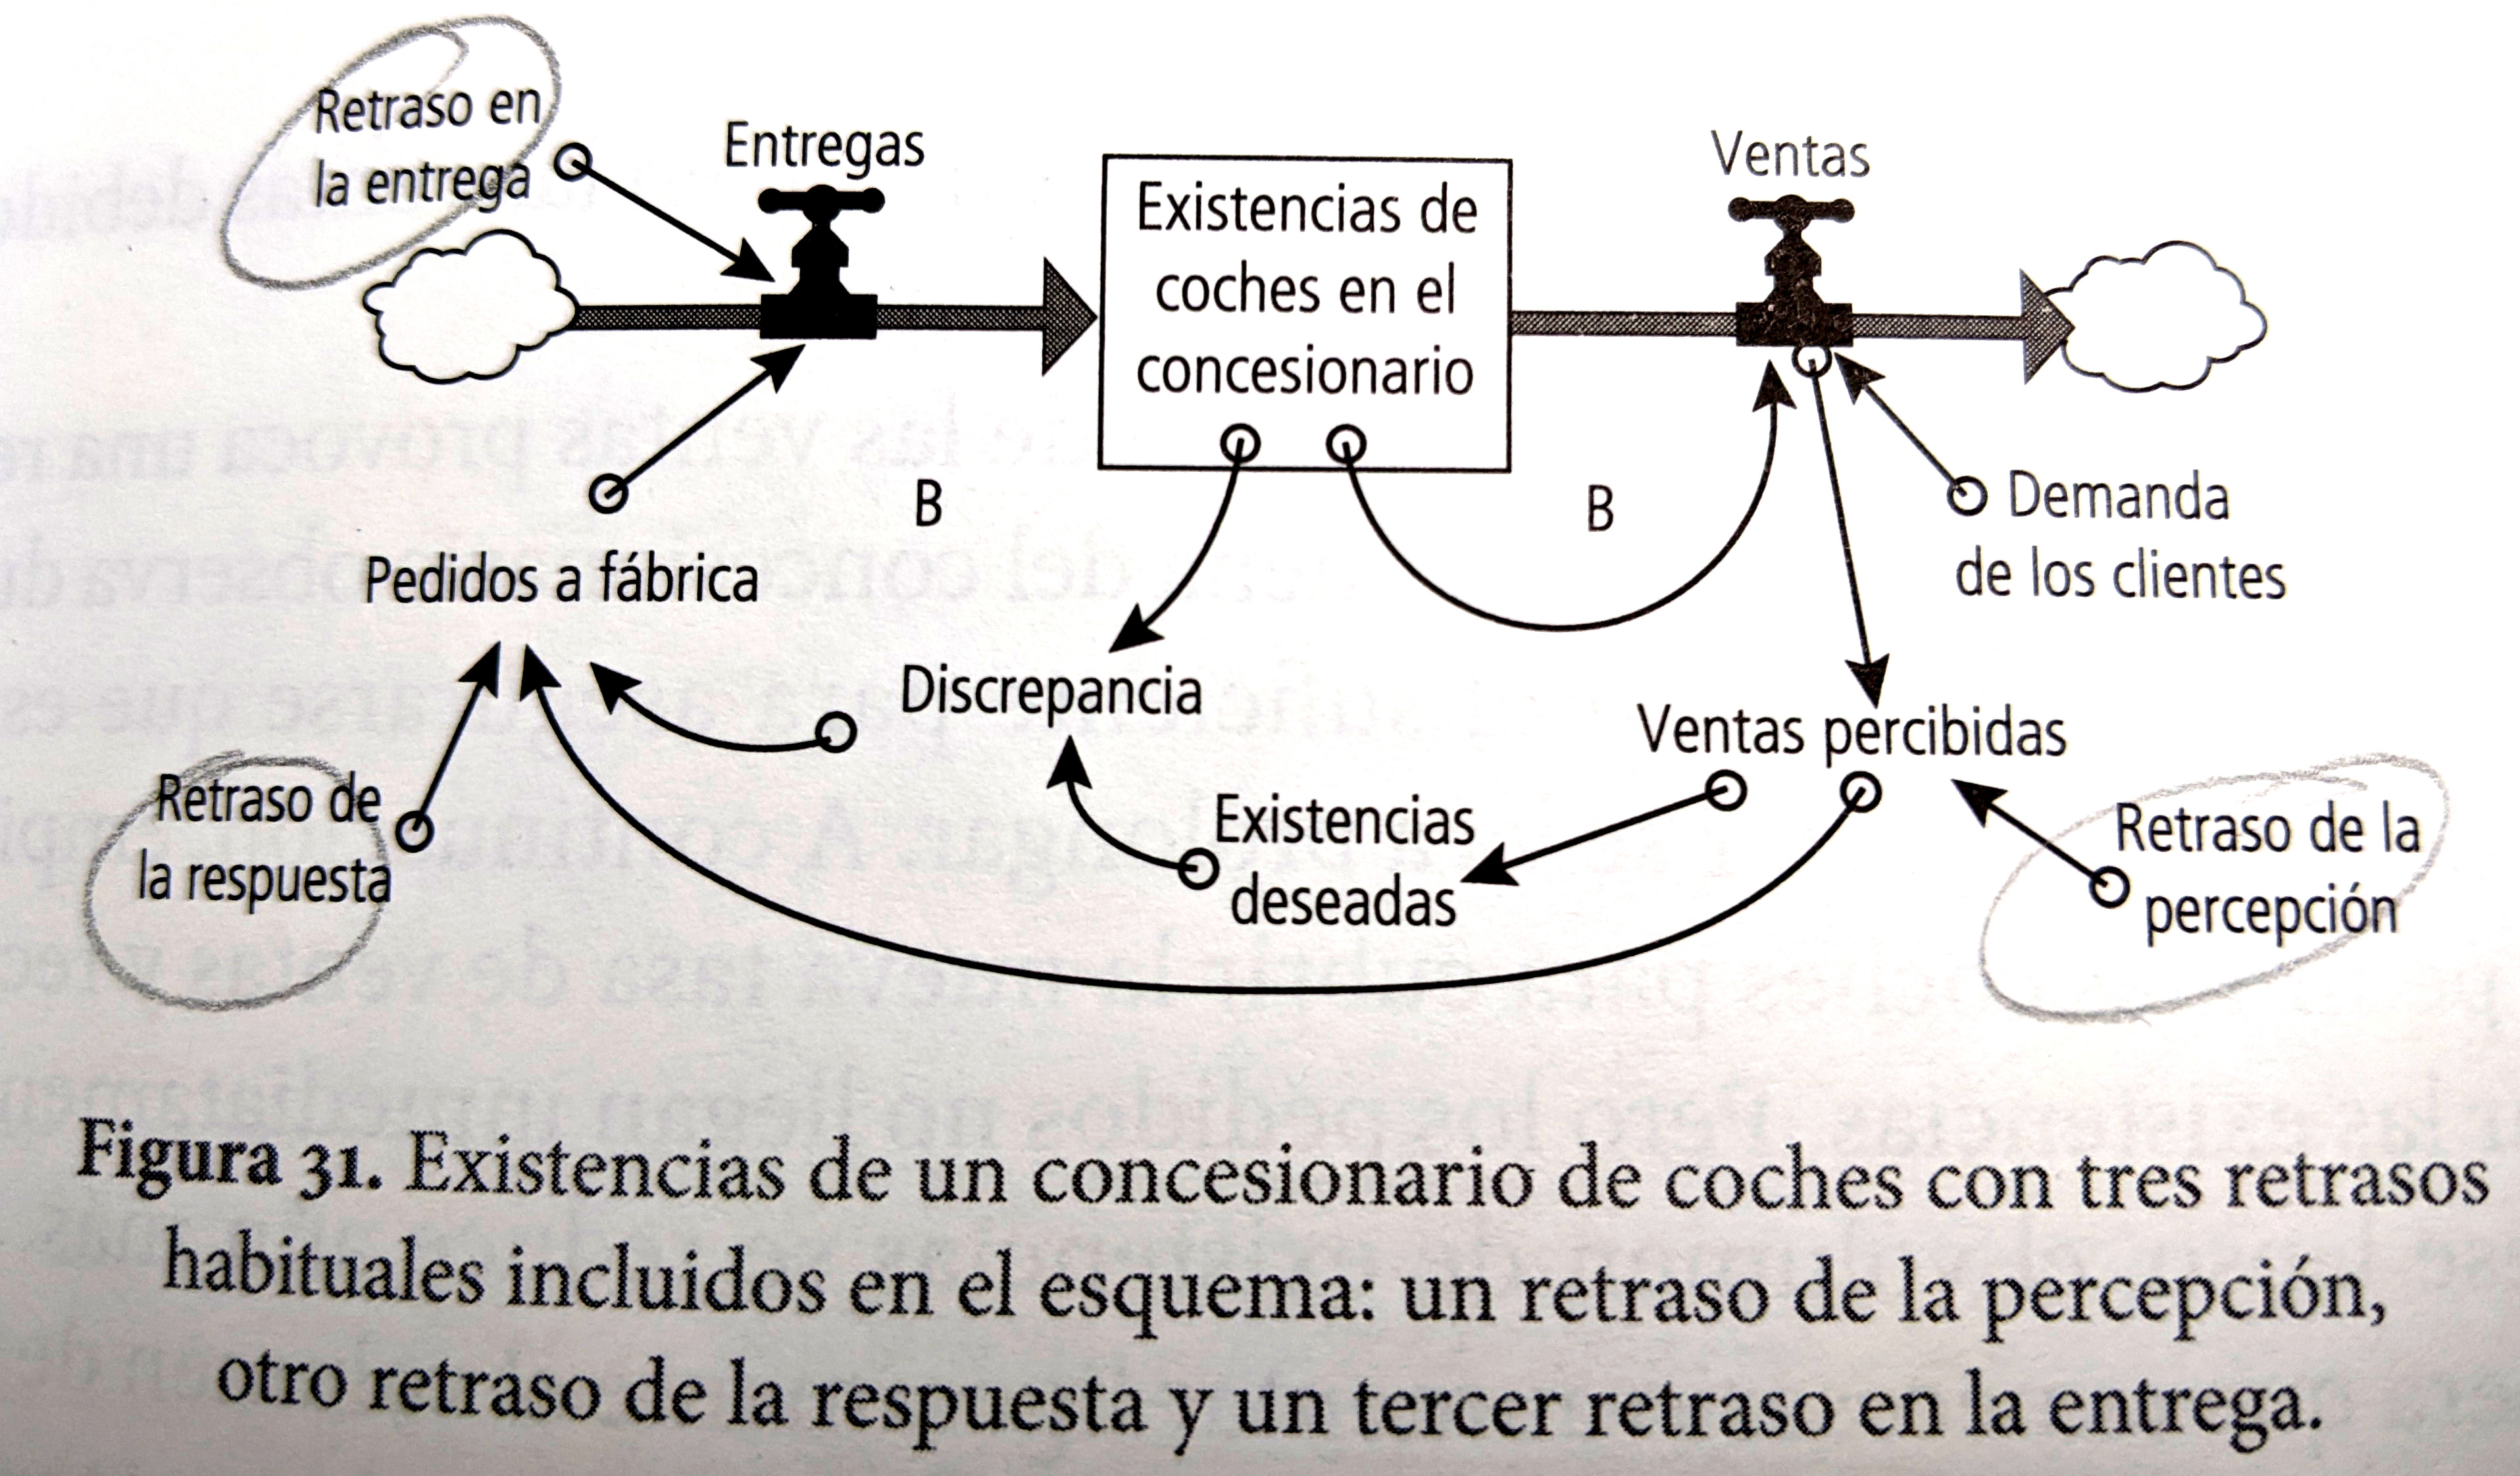 Retraso en
la entrega
Entregas
Existencias de
coches en el
concesionario
Ventas
B
B
Demanda
de los clientes
Pedidos a fábrica
Discrepancia
Ventas percibidas
Retraso de
la respuesta
Existencias
deseadas
Retraso de la
percepción
Figura 31. Existencias de un concesionario de coches con tres retrasos
habituales incluidos en el esquema: un retraso de la percepción,
otro retraso de la respuesta y un tercer retraso en la entrega.